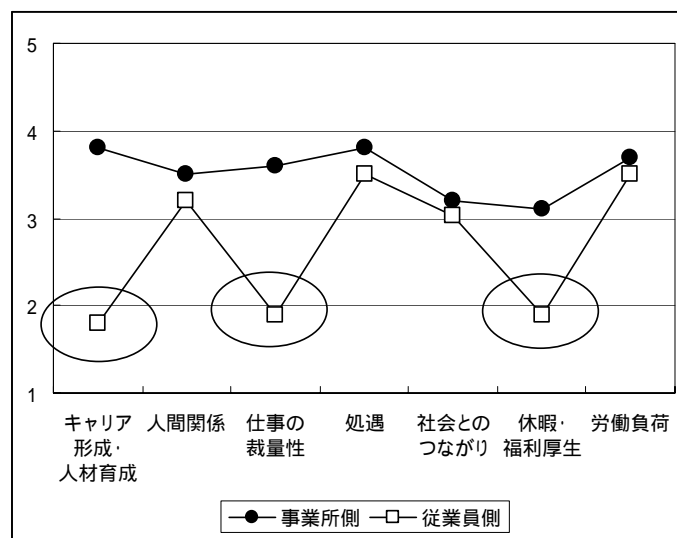 5
4
3
2
1
キャリア
形成・
人材育成
人間関係
仕事の
裁量性
処遇
社会との
つながり
休暇・
福利厚生
労働負荷
事業所側
従業員側